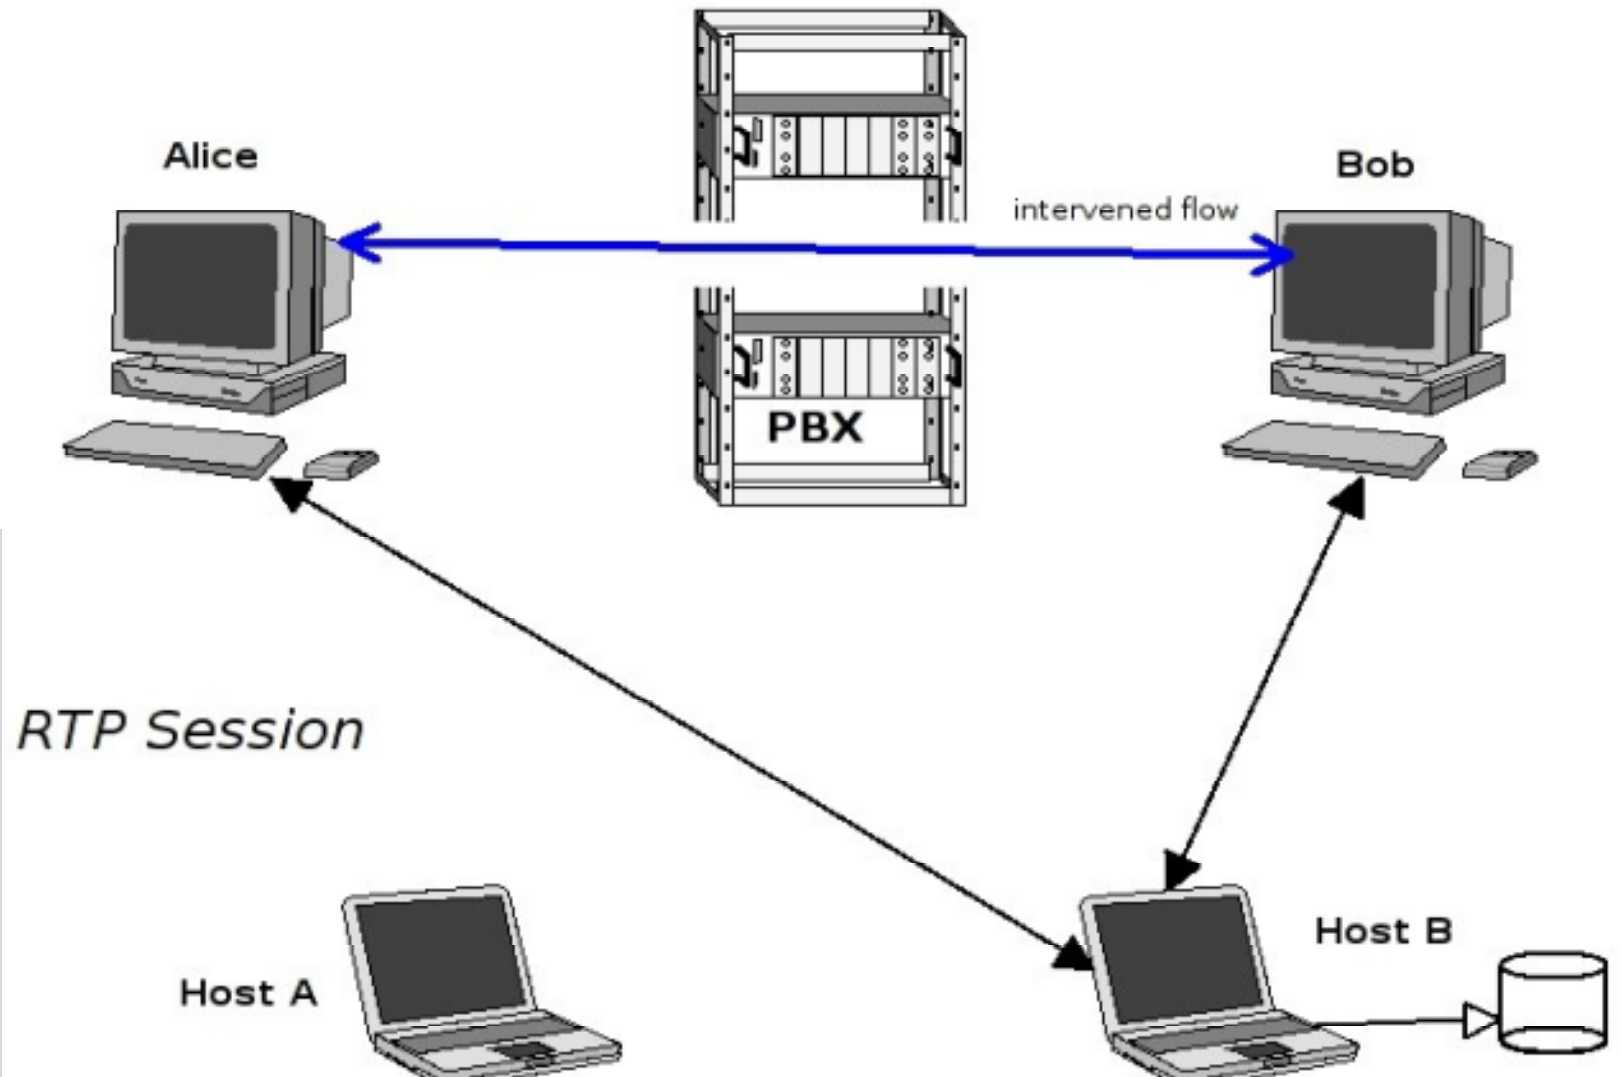 Alice
Bob
intervened flow
PBX
RTP Session
Host B
Host A